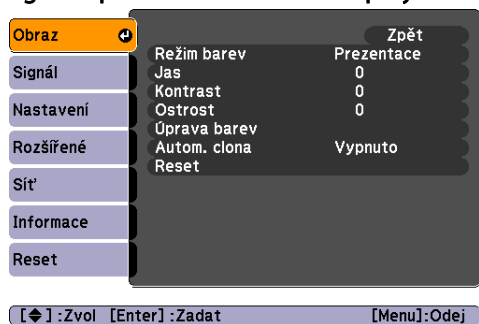 Obraz
Signál
Nastavení
Rozšířené
Síť
Informace
Reset
Zpět
Režim barev Prezentace
Jas 0
Kontrast 0
Ostrost 0
Úprava barev
Autom. clona Vypnuto
Reset
[◆] :Zvol [Enter] :Zadat [Menu]:Odej